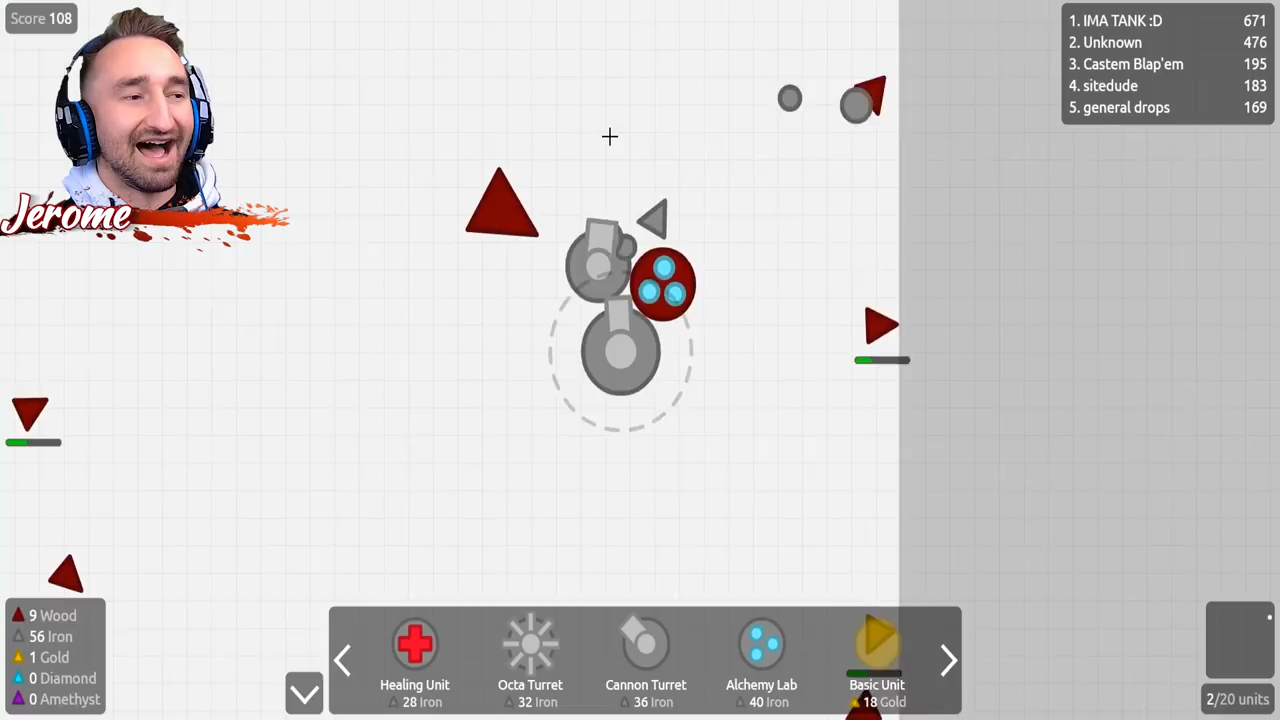 Score 108
Jerome
1. IMA TANK :D 671
2. Unknown 476
3. Castem Blap'em 195
4. sitedude 183
5. general drops 169
9 Wood
56 Iron
1 Gold
0 Diamond
0 Amethyst
Healing Unit
28 Iron
Octa Turret
32 Iron
Cannon Turret
36 Iron
Alchemy Lab
40 Iron
Basic Unit
18 Gold
2/20 units